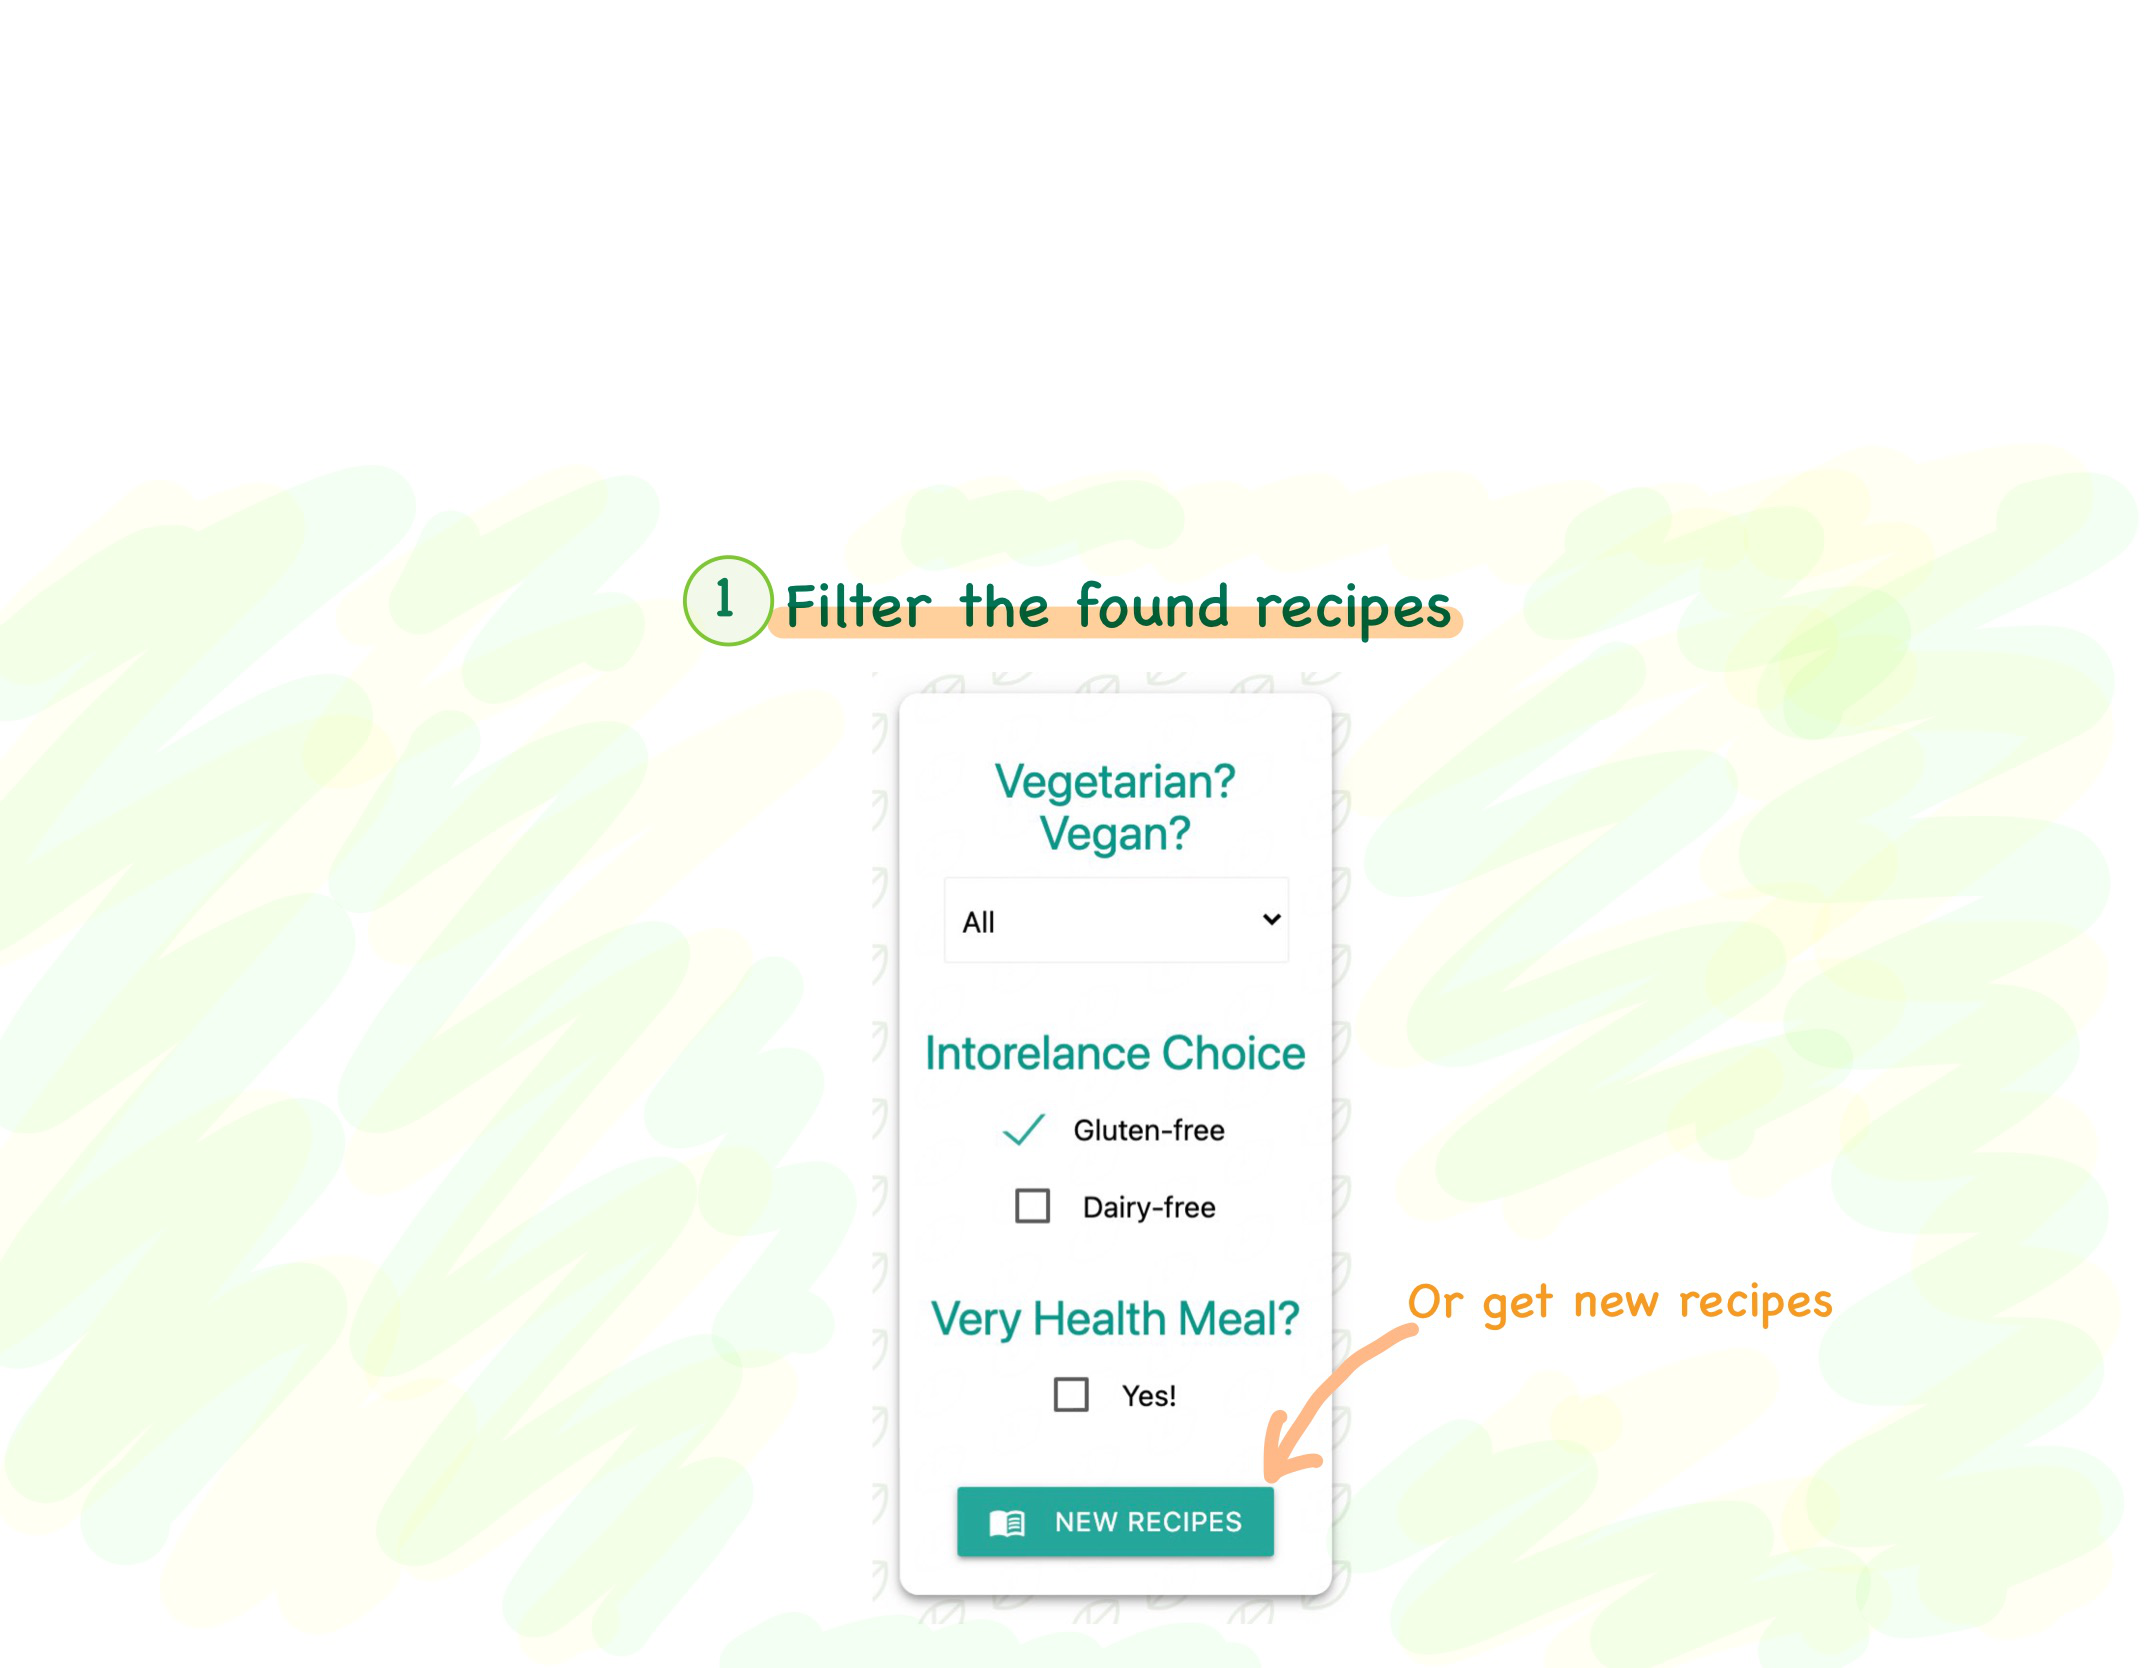 1 Filter the found recipes
Vegetarian?
Vegan?
All
Intorelance Choice
Gluten-free
Dairy-free
Very Health Meal?
Or get new recipes
Yes!
NEW RECIPES